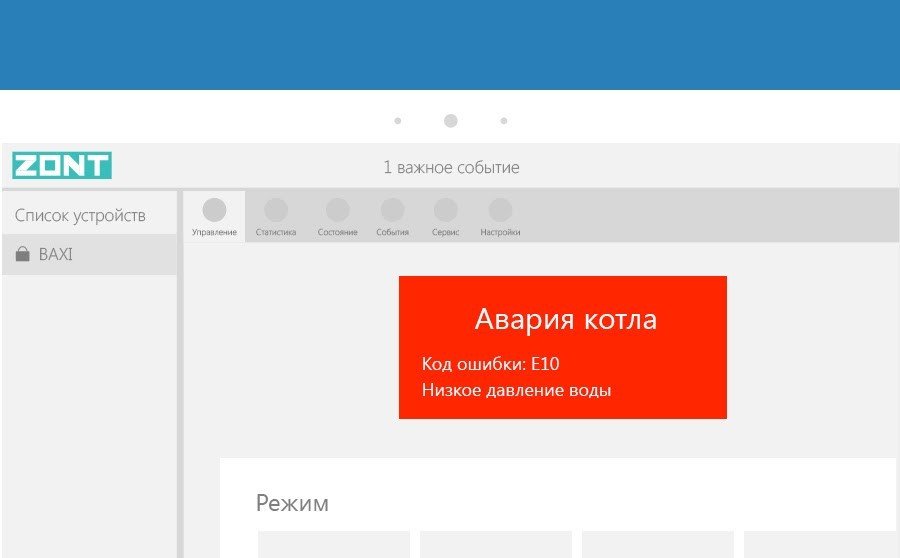 ZONT
1 важное событие
Список устройств
BAXI
Управление
Статистика
Состояние
События
Сервис
Настройки
Авария котла
Код ошибки: E10
Низкое давление воды
Режим